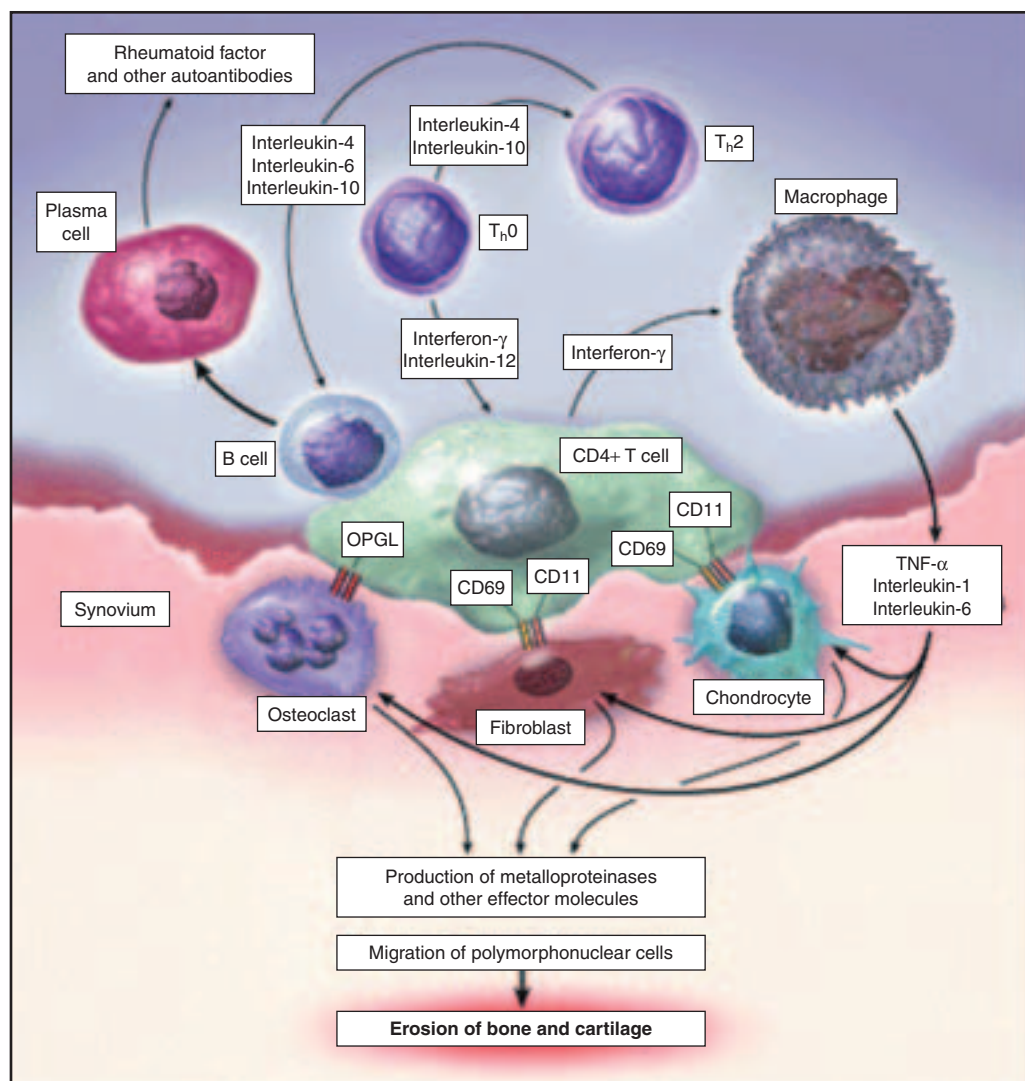 Rheumatoid factor
and other autoantibodies
Interleukin-4
Interleukin-6
Interleukin-10
Interleukin-4
Interleukin-10
Tₕ2
Macrophage
Plasma
cell
Tₕ0
Interferon-γ
Interleukin-12
Interferon-γ
B cell
CD4+ T cell
OPGL
CD69
CD11
CD69
CD11
TNF-α
Interleukin-1
Interleukin-6
Synovium
Osteoclast
Fibroblast
Chondrocyte
Production of metalloproteinases
and other effector molecules
Migration of polymorphonuclear cells
Erosion of bone and cartilage